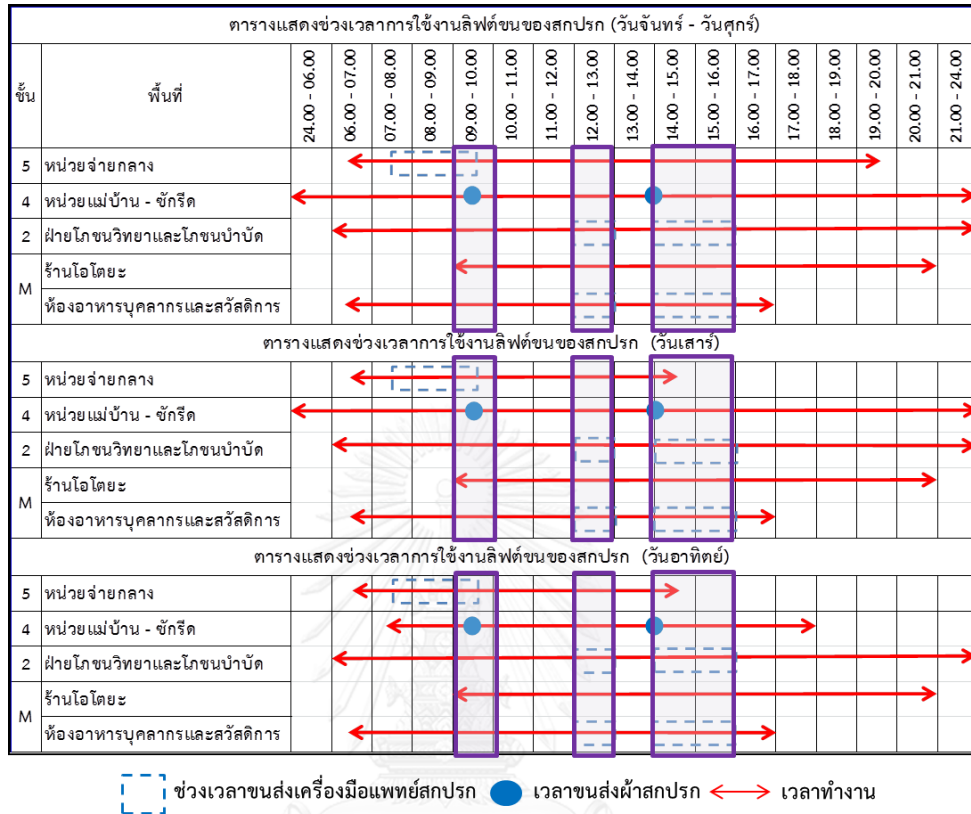 ตารางแสดงช่วงเวลาการใช้งานลิฟต์ขนของสกปรก (วันจันทร์ - วันศุกร์)
ชั้น พื้นที่ 24.00 - 06.00 06.00 - 07.00 07.00 - 08.00 08.00 - 09.00 09.00 - 10.00 10.00 - 11.00 11.00 - 12.00 12.00 - 13.00 13.00 - 14.00 14.00 - 15.00 15.00 - 16.00 16.00 - 17.00 17.00 - 18.00 18.00 - 19.00 19.00 - 20.00 20.00 - 21.00 21.00 - 24.00
5 หน่วยจ่ายกลาง
4 หน่วยแม่บ้าน - ซักรีด
2 ฝ่ายโภชนวิทยาและโภชนบำบัด
M ร้านโอโตยะ
ห้องอาหารบุคลากรและสวัสดิการ
ตารางแสดงช่วงเวลาการใช้งานลิฟต์ขนของสกปรก (วันเสาร์)
5 หน่วยจ่ายกลาง
4 หน่วยแม่บ้าน - ซักรีด
2 ฝ่ายโภชนวิทยาและโภชนบำบัด
M ร้านโอโตยะ
ห้องอาหารบุคลากรและสวัสดิการ
ตารางแสดงช่วงเวลาการใช้งานลิฟต์ขนของสกปรก (วันอาทิตย์)
5 หน่วยจ่ายกลาง
4 หน่วยแม่บ้าน - ซักรีด
2 ฝ่ายโภชนวิทยาและโภชนบำบัด
M ร้านโอโตยะ
ห้องอาหารบุคลากรและสวัสดิการ
ช่วงเวลาขนส่งเครื่องมือแพทย์สกปรก เวลาขนส่งผ้าสกปรก เวลาทำงาน